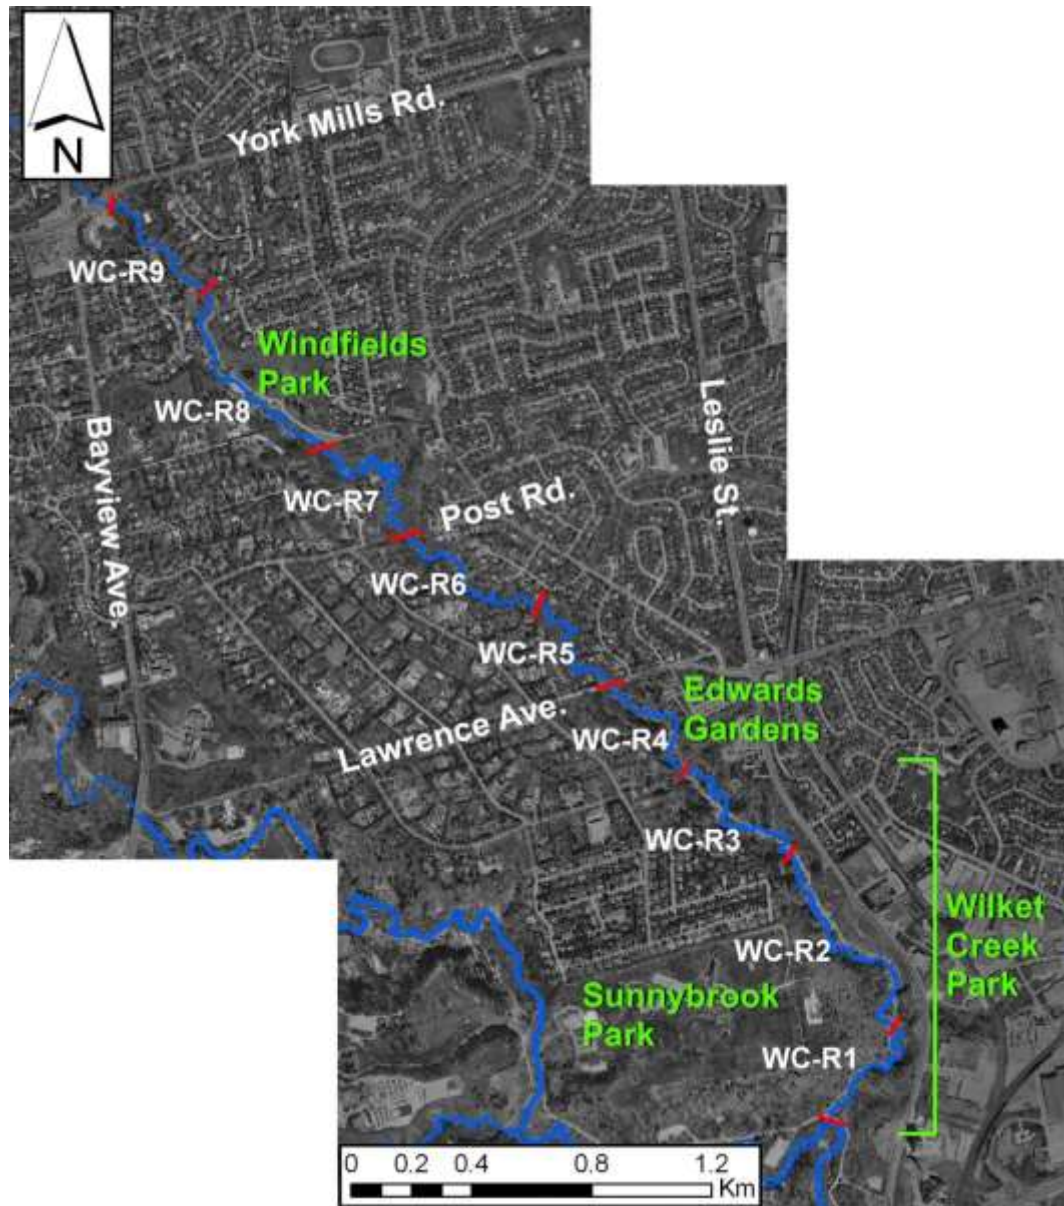 N
York Mills Rd.
WC-R9
Windfields
Park
WC-R8
Leslie St.
Bayview Ave.
WC-R7
Post Rd.
WC-R6
WC-R5
Edwards
Gardens
Lawrence Ave.
WC-R4
WC-R3
Wilket
Creek
Park
WC-R2
Sunnybrook
Park
WC-R1
0 0.2 0.4 0.8 1.2
Km